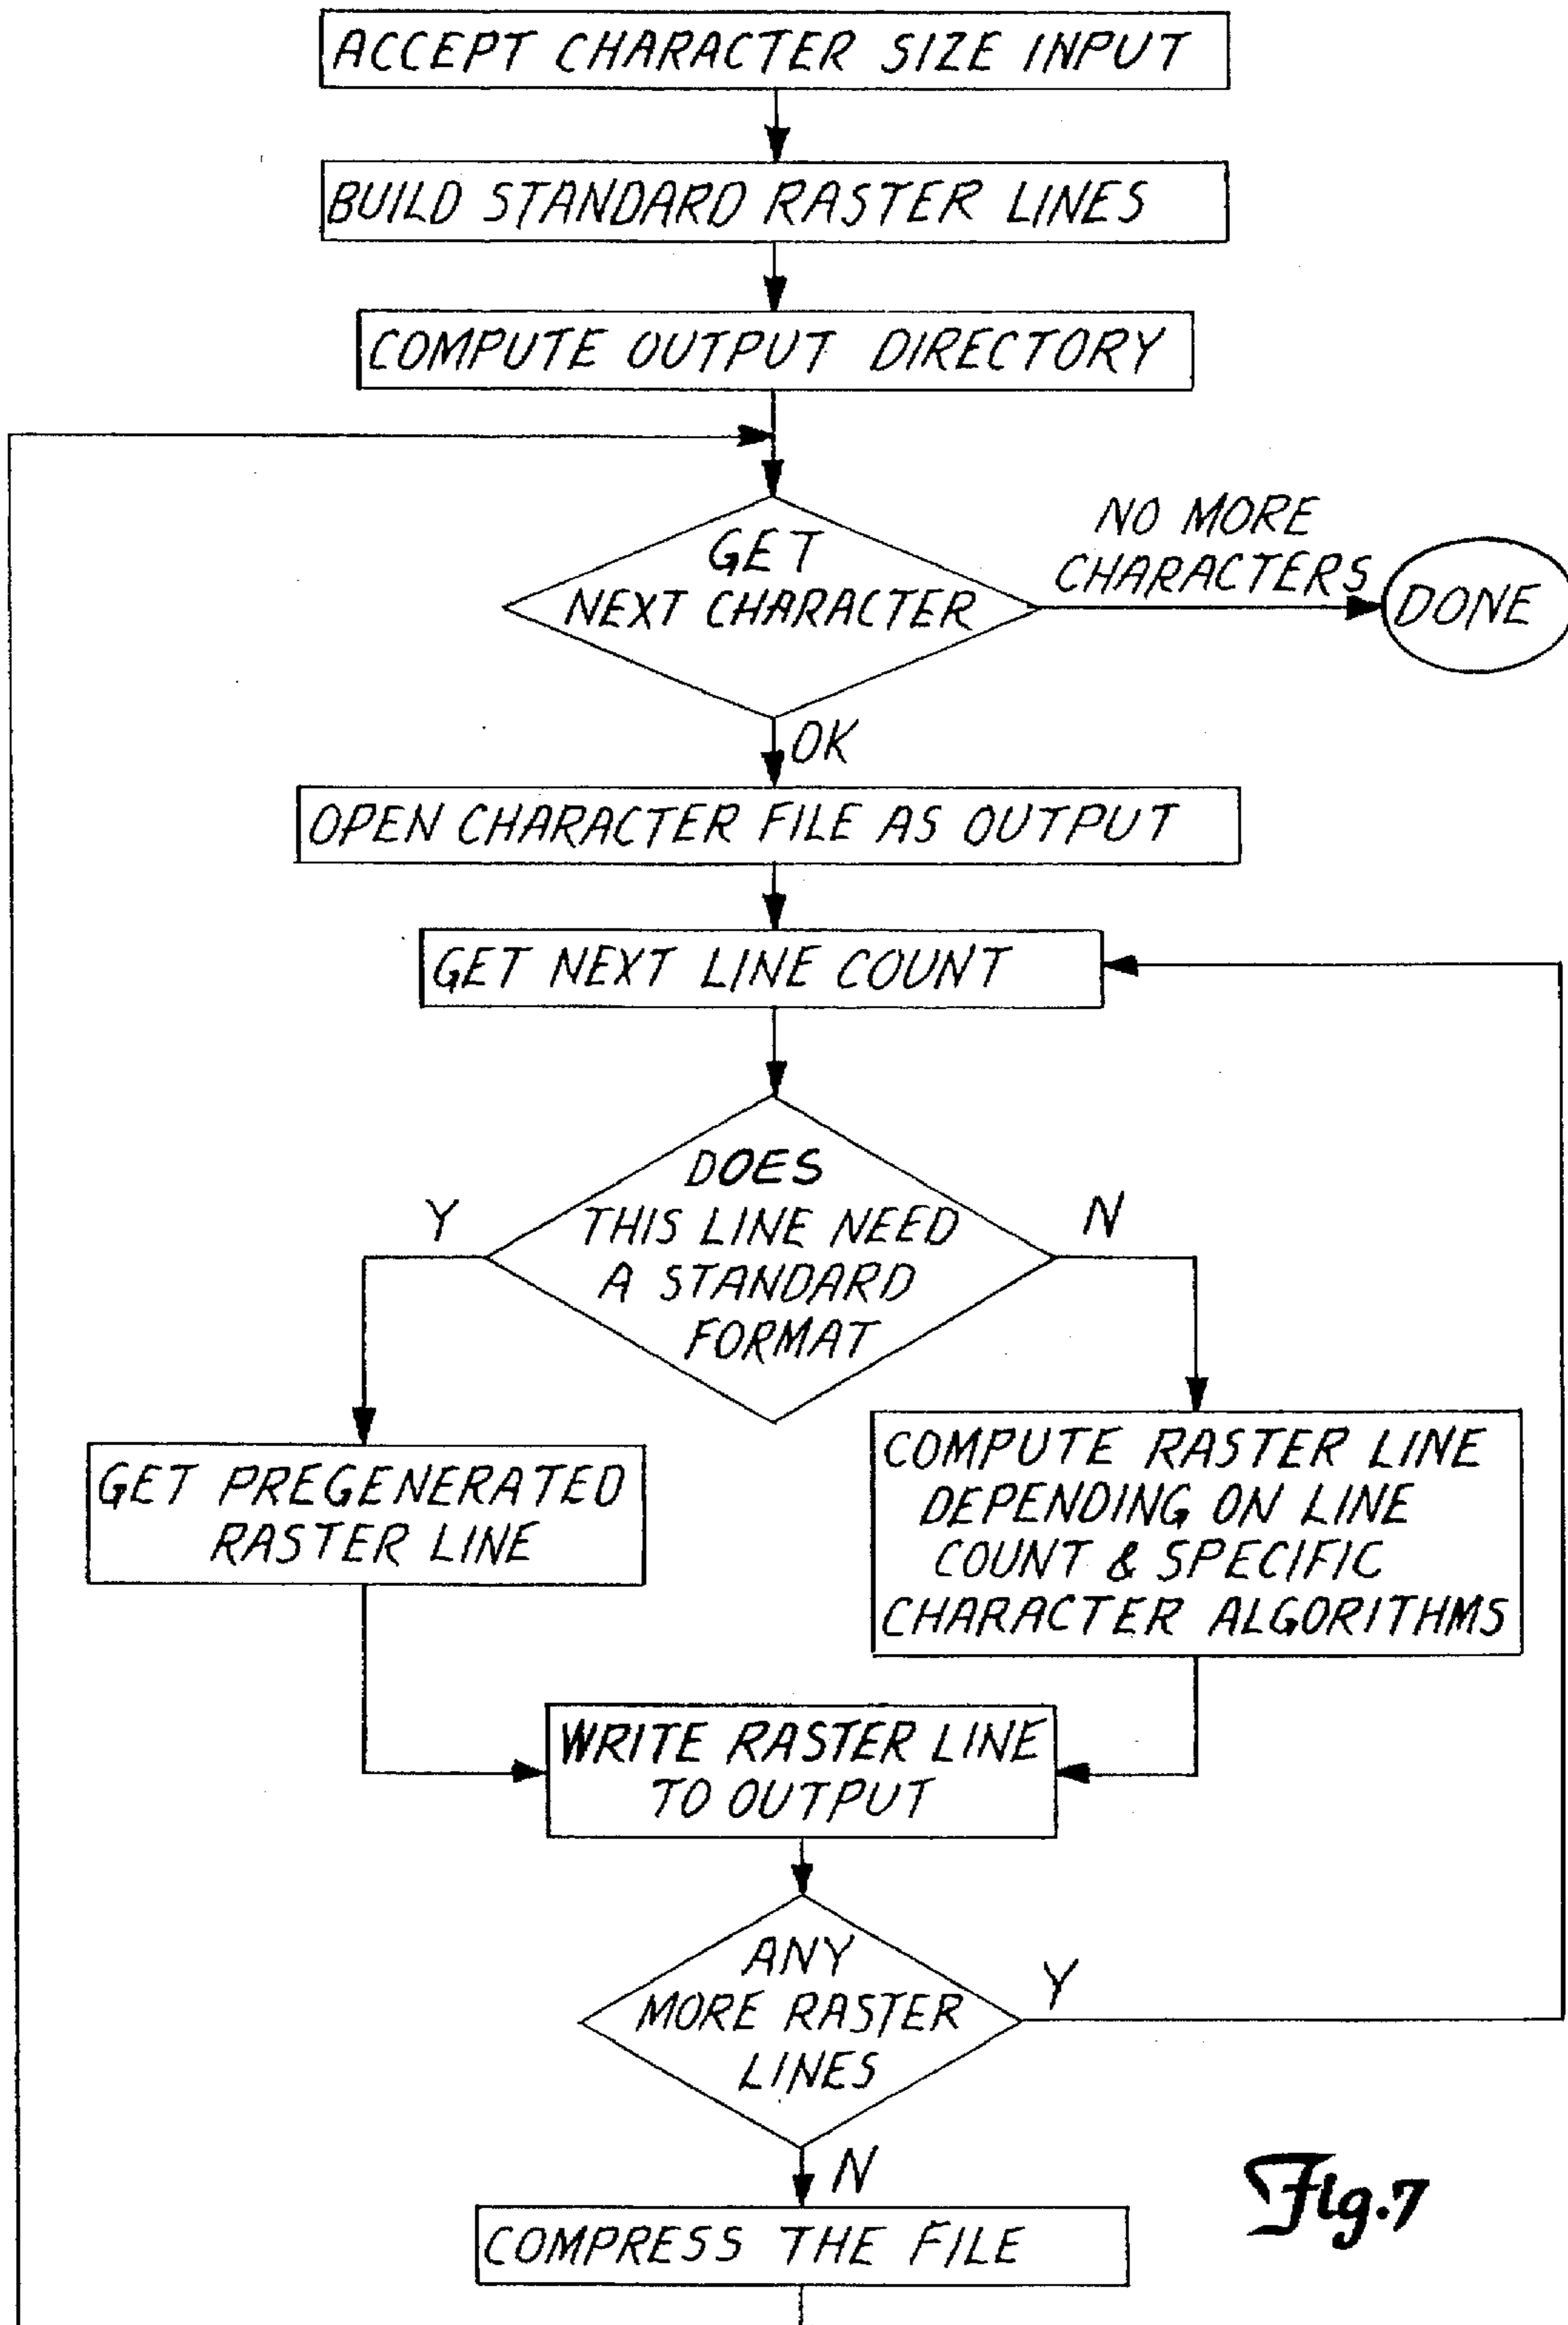 ACCEPT CHARACTER SIZE INPUT
BUILD STANDARD RASTER LINES
COMPUTE OUTPUT DIRECTORY
GET
NEXT CHARACTER
NO MORE
CHARACTERS
DONE
OK
OPEN CHARACTER FILE AS OUTPUT
GET NEXT LINE COUNT
DOES
THIS LINE NEED
A STANDARD
FORMAT
Y
N
GET PREGENERATED
RASTER LINE
COMPUTE RASTER LINE
DEPENDING ON LINE
COUNT & SPECIFIC
CHARACTER ALGORITHMS
WRITE RASTER LINE
TO OUTPUT
ANY
MORE RASTER
LINES
Y
N
COMPRESS THE FILE
Fig.7